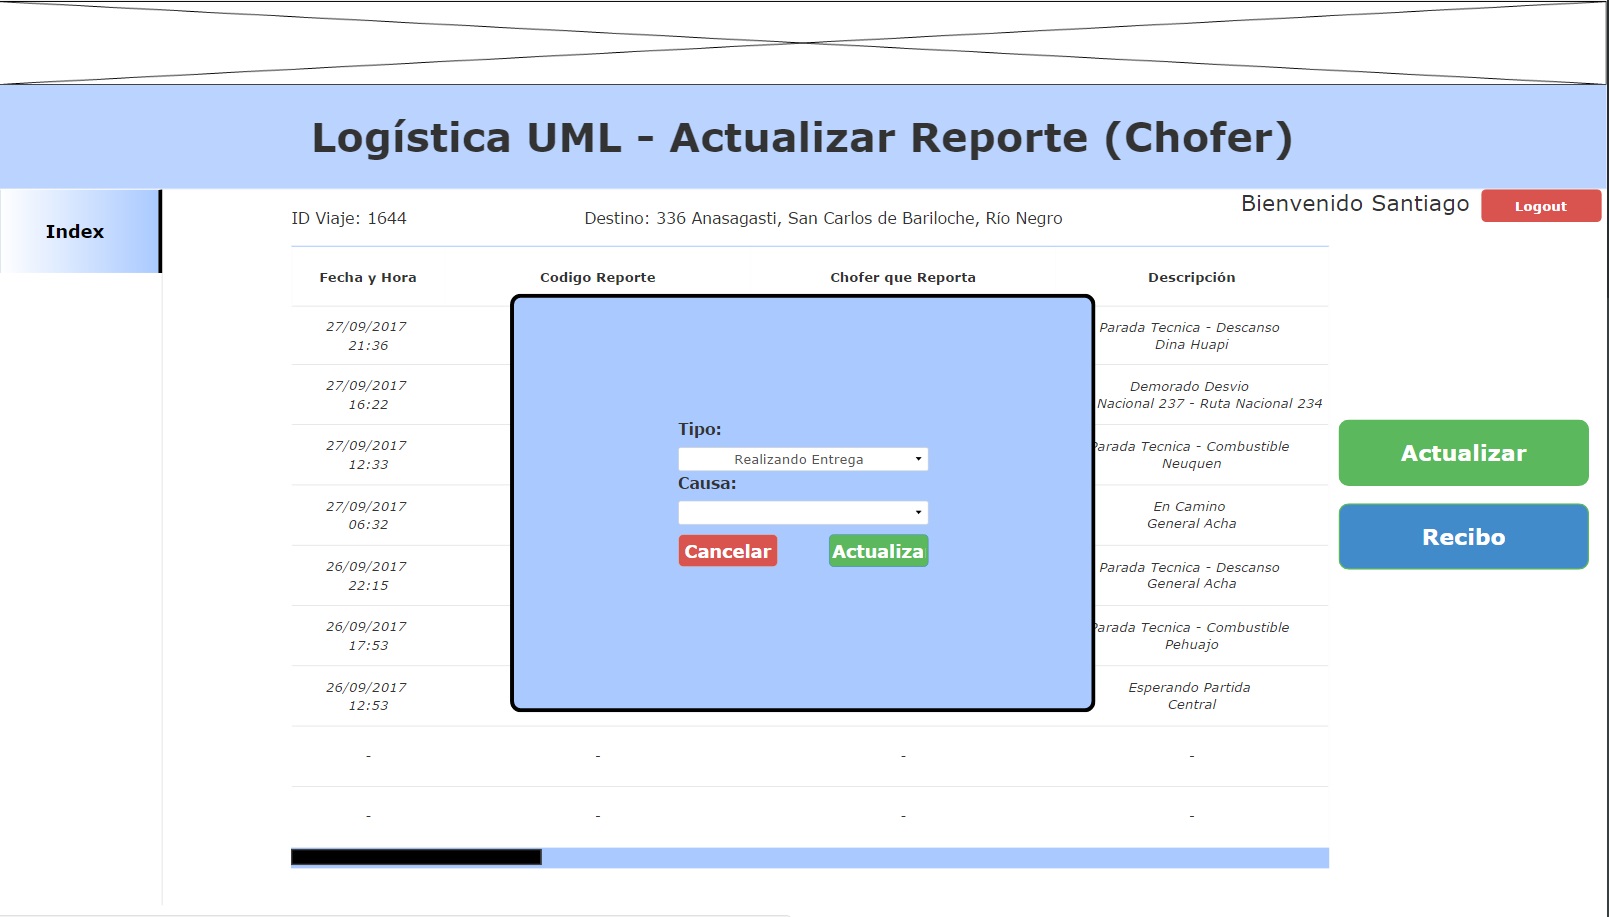 Logística UML - Actualizar Reporte (Chofer)
Index
ID Viaje: 1644
Destino: 336 Anasagasti, San Carlos de Bariloche, Río Negro
Bienvenido Santiago
Logout
Fecha y Hora
Codigo Reporte
Chofer que Reporta
Descripción
27/09/2017
21:36
Parada Tecnica - Descanso
Dina Huapi
27/09/2017
16:22
Demorado Desvio
Nacional 237 - Ruta Nacional 234
27/09/2017
12:33
Parada Tecnica - Combustible
Neuquen
27/09/2017
06:32
En Camino
General Acha
26/09/2017
22:15
Parada Tecnica - Descanso
General Acha
26/09/2017
17:53
Parada Tecnica - Combustible
Pehuajo
26/09/2017
12:53
Esperando Partida
Central
- - - -
- - - -
Tipo:
Realizando Entrega
Causa:
Cancelar
Actualiza
Actualizar
Recibo